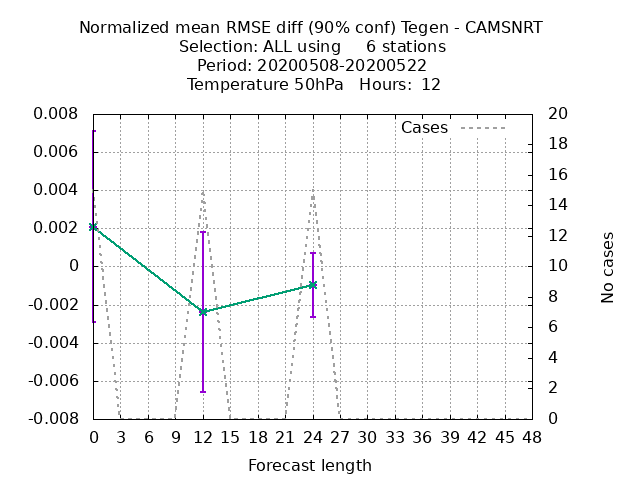 Normalized mean RMSE diff (90% conf) Tegen - CAMSNRT
Selection: ALL using     6 stations
Period: 20200508-20200522
Temperature 50hPa   Hours:  12
Cases
0.008
0.006
0.004
0.002
0
-0.002
-0.004
-0.006
-0.008
20
18
16
14
12
10
8
6
4
2
0
No cases
0 3 6 9 12 15 18 21 24 27 30 33 36 39 42 45 48
Forecast length